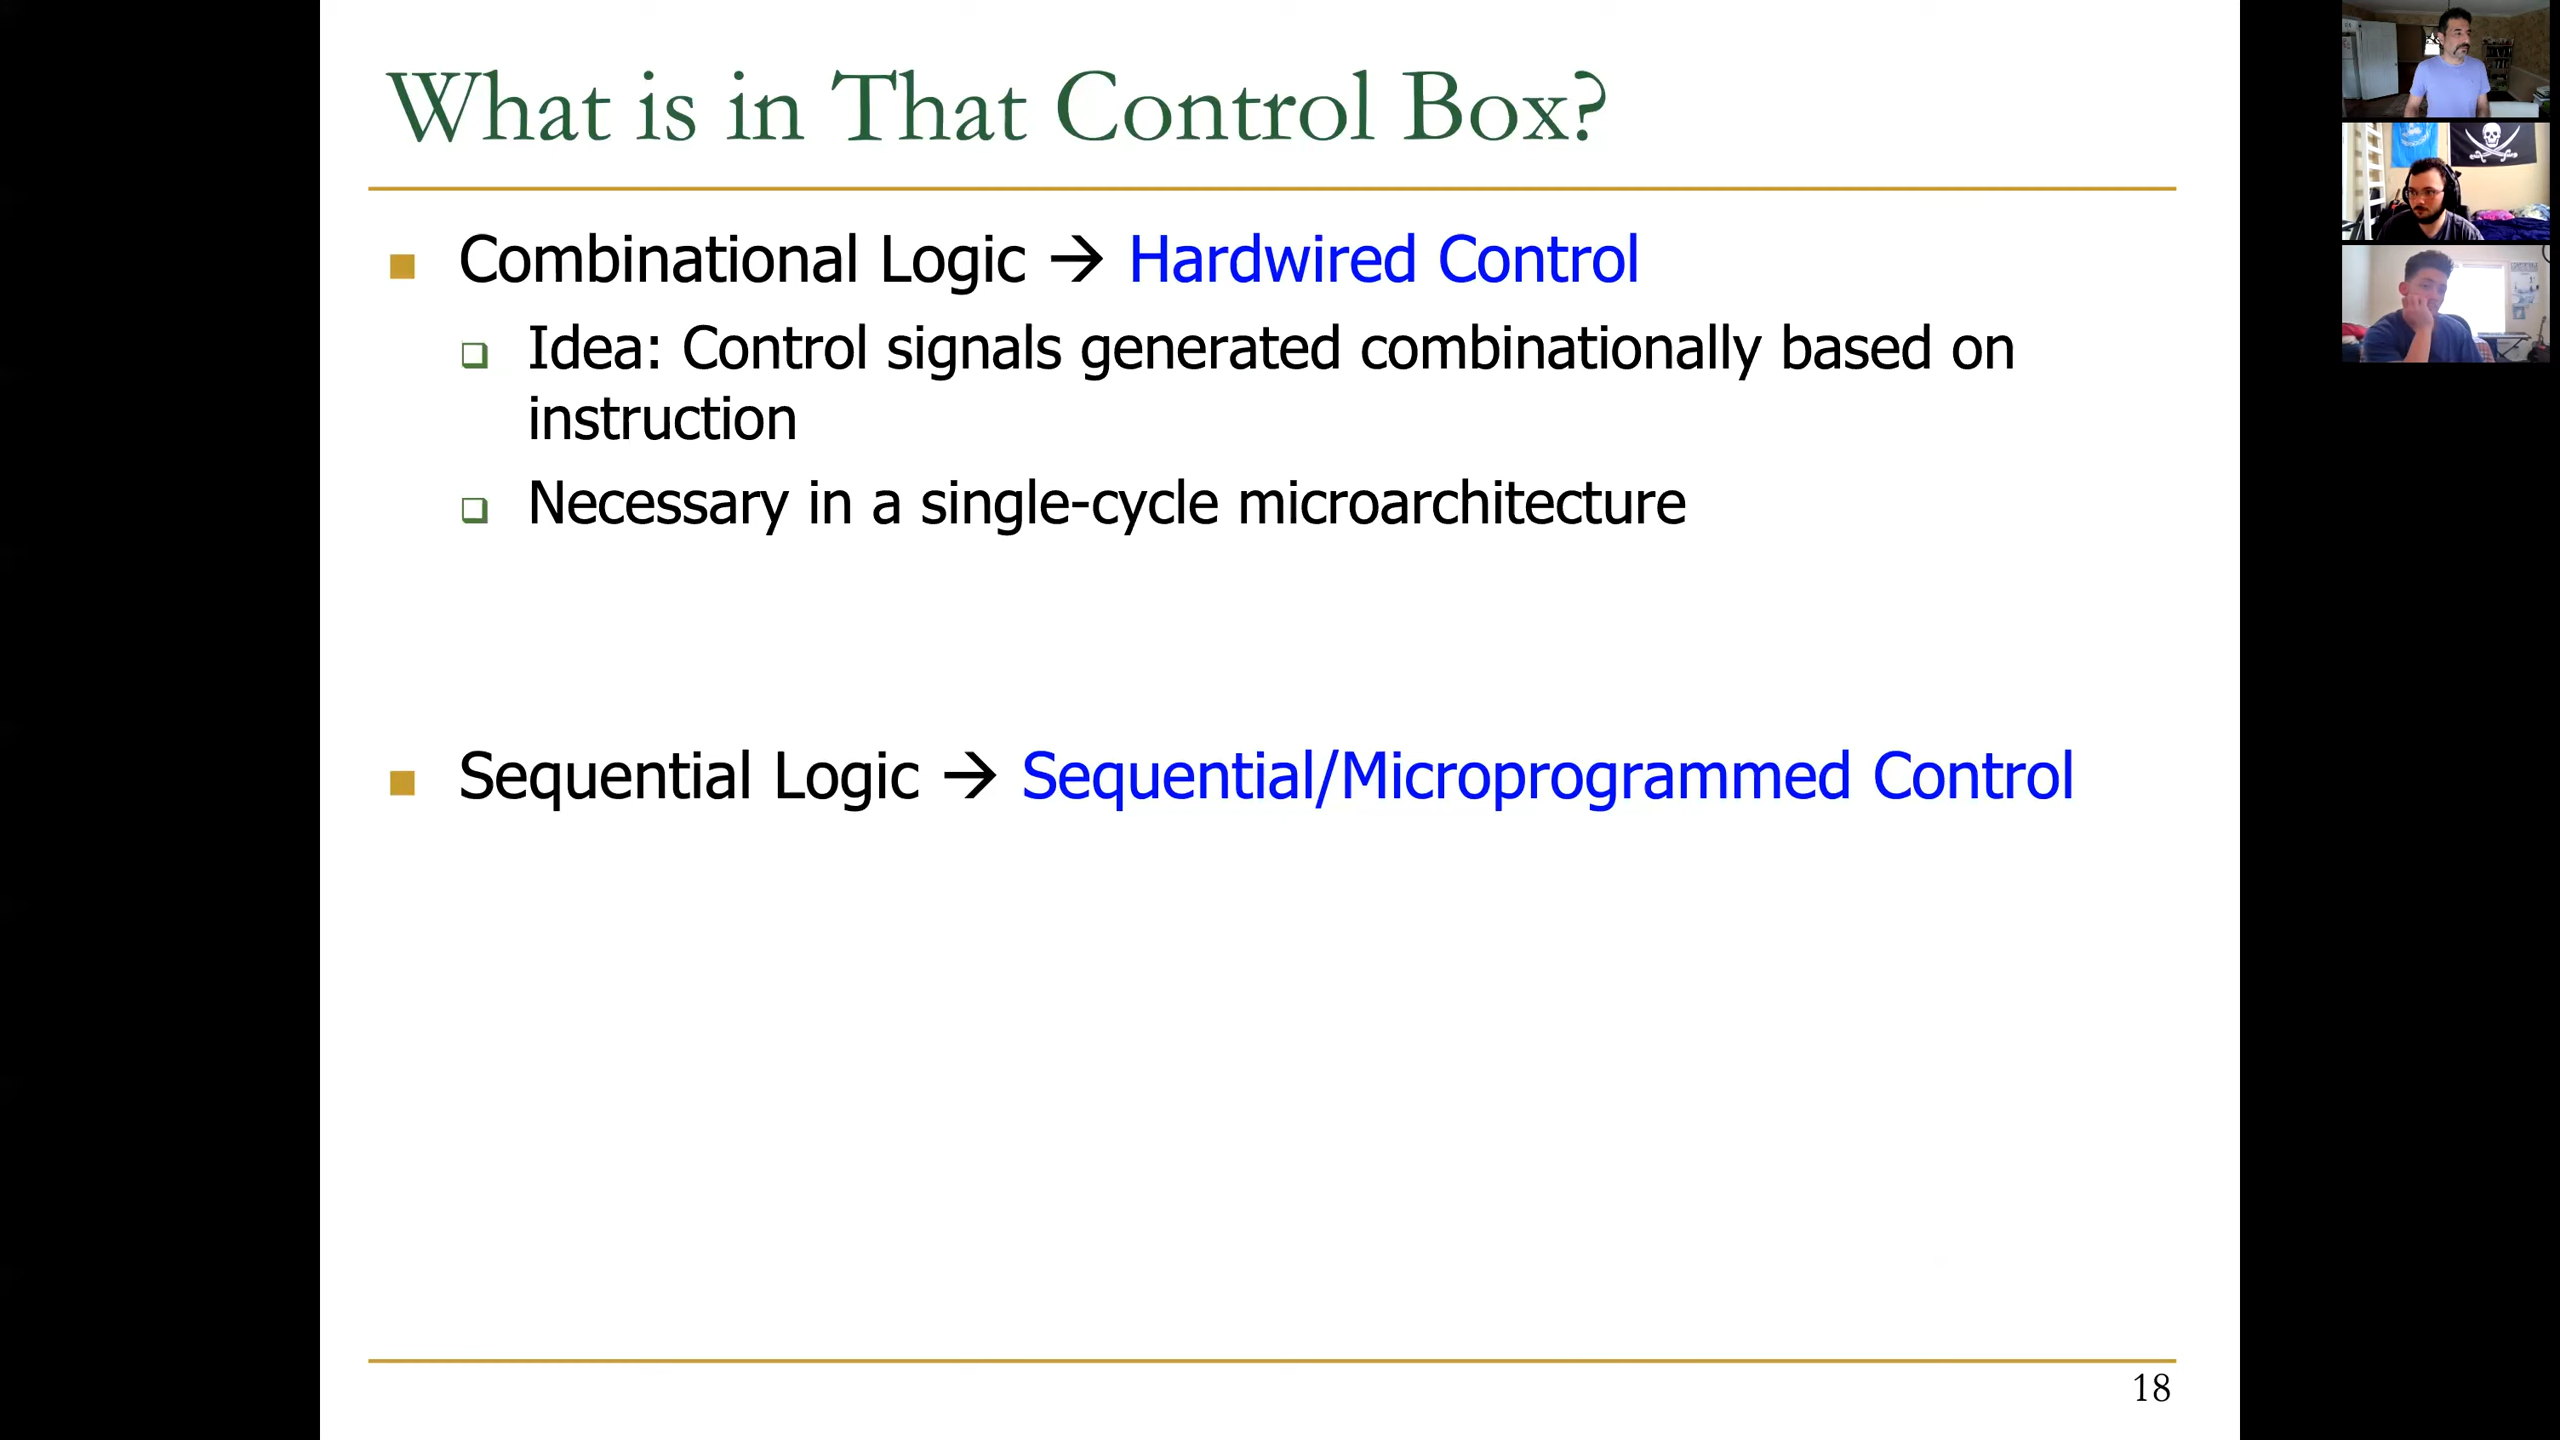 What is in That Control Box?
Combinational Logic → Hardwired Control
Idea: Control signals generated combinationally based on
instruction
Necessary in a single-cycle microarchitecture
Sequential Logic → Sequential/Microprogrammed Control
18